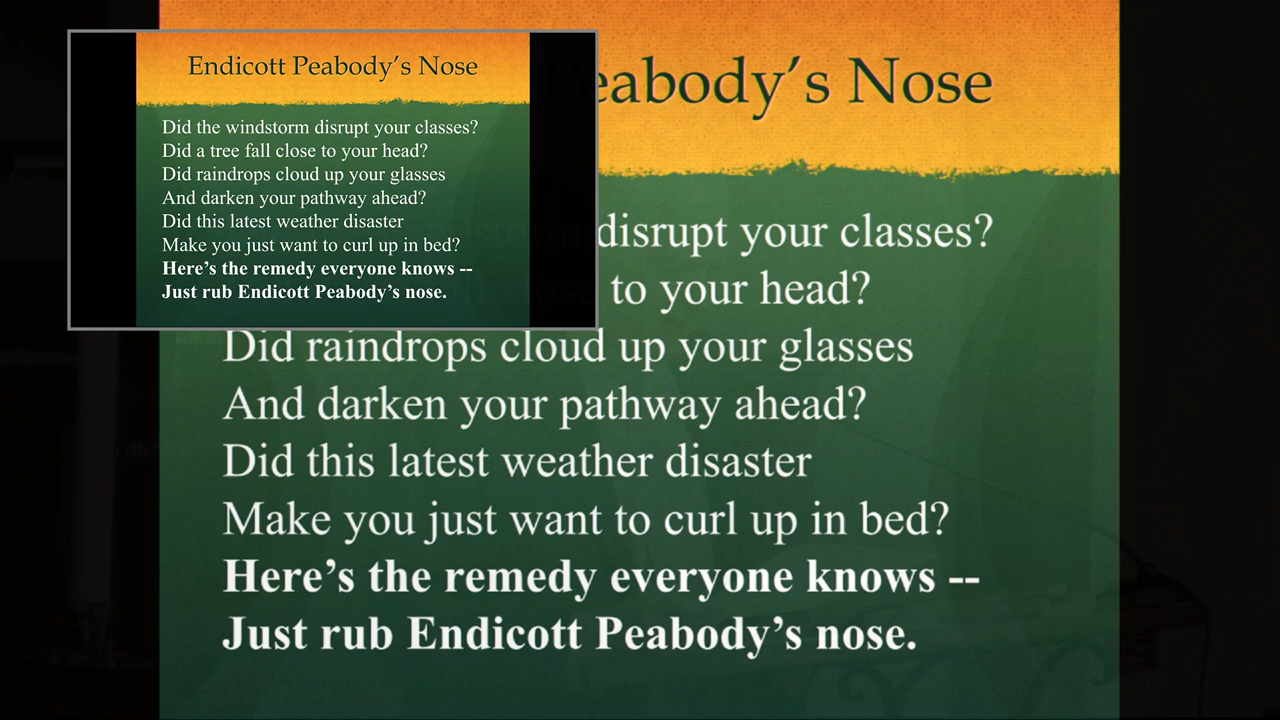 Endicott Peabody's Nose
Did the windstorm disrupt your classes?
Did a tree fall close to your head?
Did raindrops cloud up your glasses
And darken your pathway ahead?
Did this latest weather disaster
Make you just want to curl up in bed?
Here's the remedy everyone knows --
Just rub Endicott Peabody's nose.
Peabody's Nose
disrupt your classes?
to your head?
Did raindrops cloud up your glasses
And darken your pathway ahead?
Did this latest weather disaster
Make you just want to curl up in bed?
Here's the remedy everyone knows --
Just rub Endicott Peabody's nose.